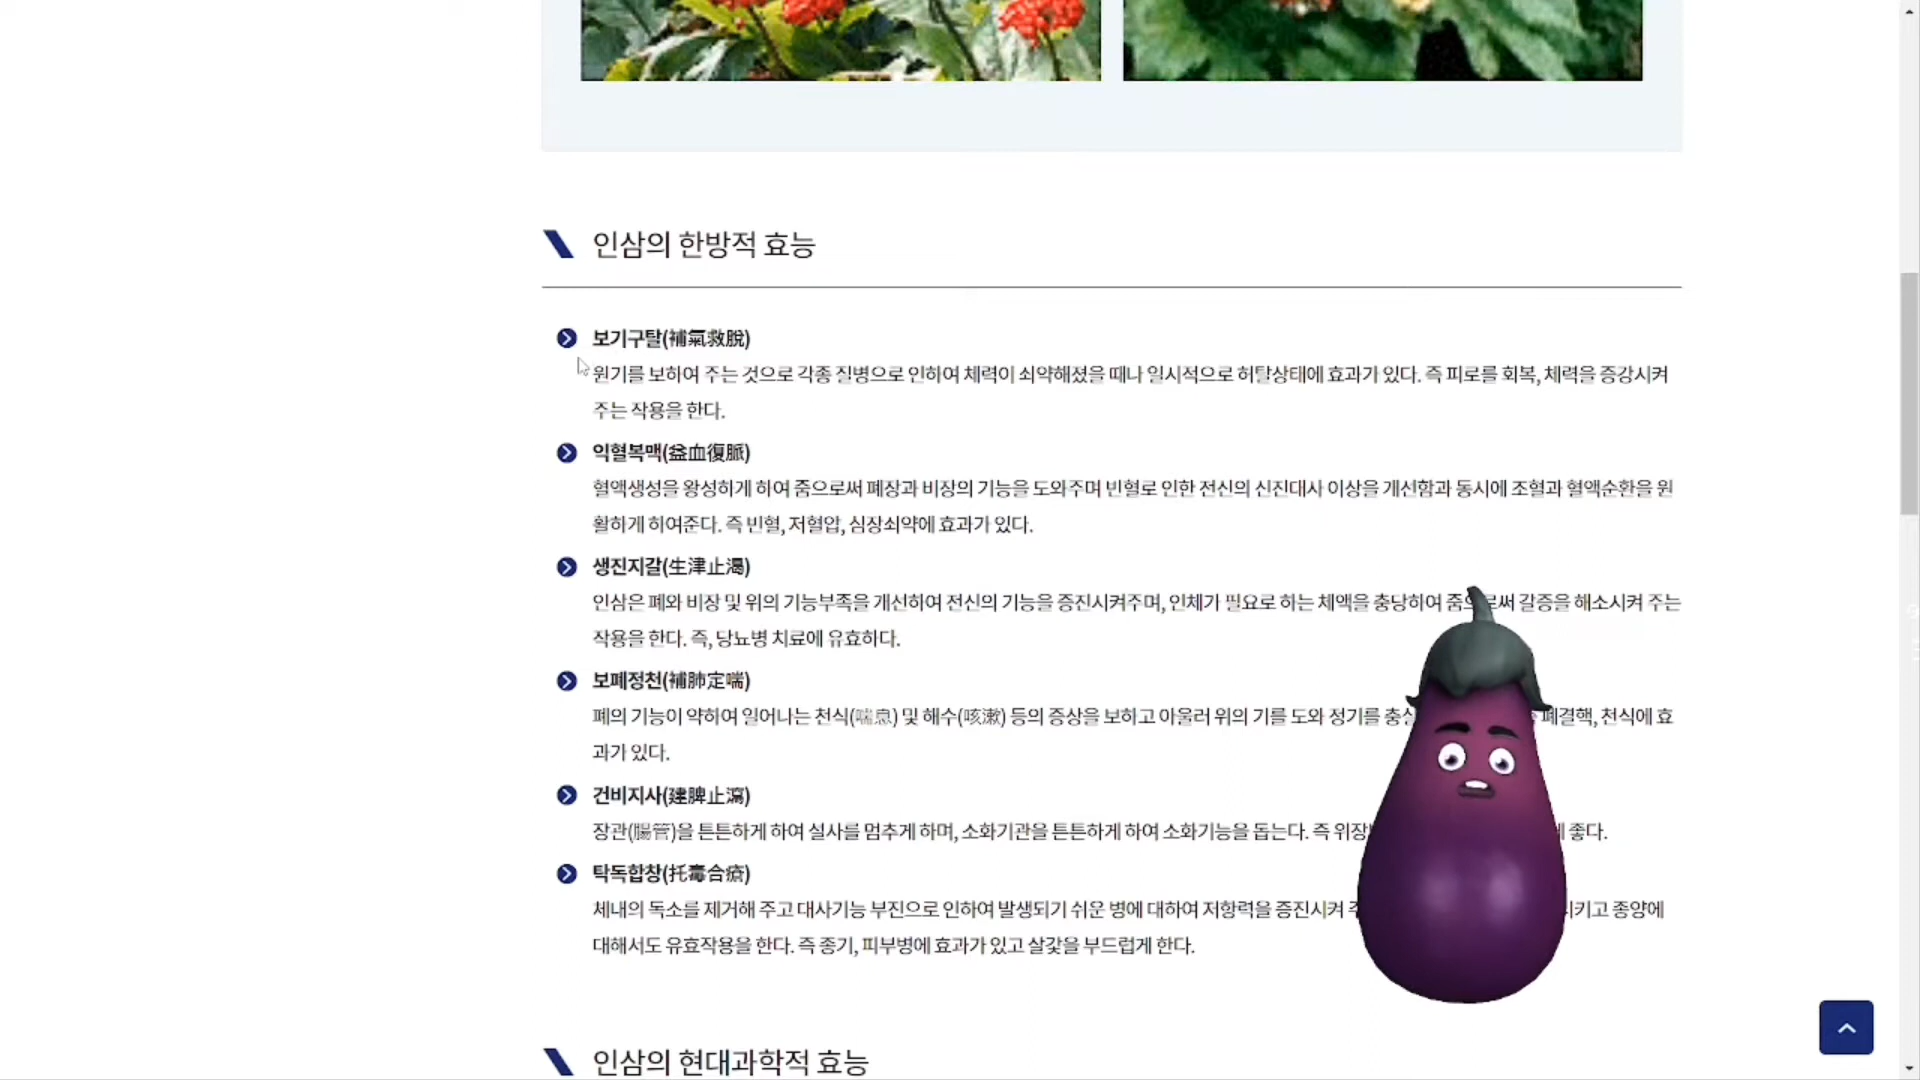 인삼의 한방적 효능
보기구탈(補氣救脫)
원기를 보하여 주는 것으로 각종 질병으로 인하여 체력이 쇠약해졌을 때나 일시적으로 허탈상태에 효과가 있다. 즉 피로를 회복, 체력을 증강시켜
주는 작용을 한다.
익혈복맥(益血復脈)
혈액생성을 왕성하게 하여 줌으로써 폐장과 비장의 기능을 도와주며 빈혈로 인한 전신의 신진대사 이상을 개선함과 동시에 조혈과 혈액순환을 원
활하게 하여준다. 즉 빈혈, 저혈압, 심장쇠약에 효과가 있다.
생진지갈(生津止渴)
인삼은 폐와 비장 및 위의 기능부족을 개선하여 전신의 기능을 증진시켜주며, 인체가 필요로 하는 체액을 충당하여 줌으로써 갈증을 해소시켜 주는
작용을 한다. 즉, 당뇨병 치료에 유효하다.
보폐정천(補肺定喘)
폐의 기능이 약하여 일어나는 천식(喘息) 및 해수(咳漱) 등의 증상을 보하고 아울러 위의 기를 도와 정기를 폐결핵, 천식에 효
과가 있다.
건비지사(建脾止瀉)
장관(腸管)을 튼튼하게 하여 설사를 멈추게 하며, 소화기관을 튼튼하게 하여 소화기능을 돕는다. 즉 좋다.
탁독합창(托毒合瘡)
체내의 독소를 제거해 주고 대사기능 부진으로 인하여 발생되기 쉬운 병에 대하여 저항력을 증진시켜 종양에
대해서도 유효작용을 한다. 즉 종기, 피부병에 효과가 있고 살갗을 부드럽게 한다.
인삼의 현대과학적 효능